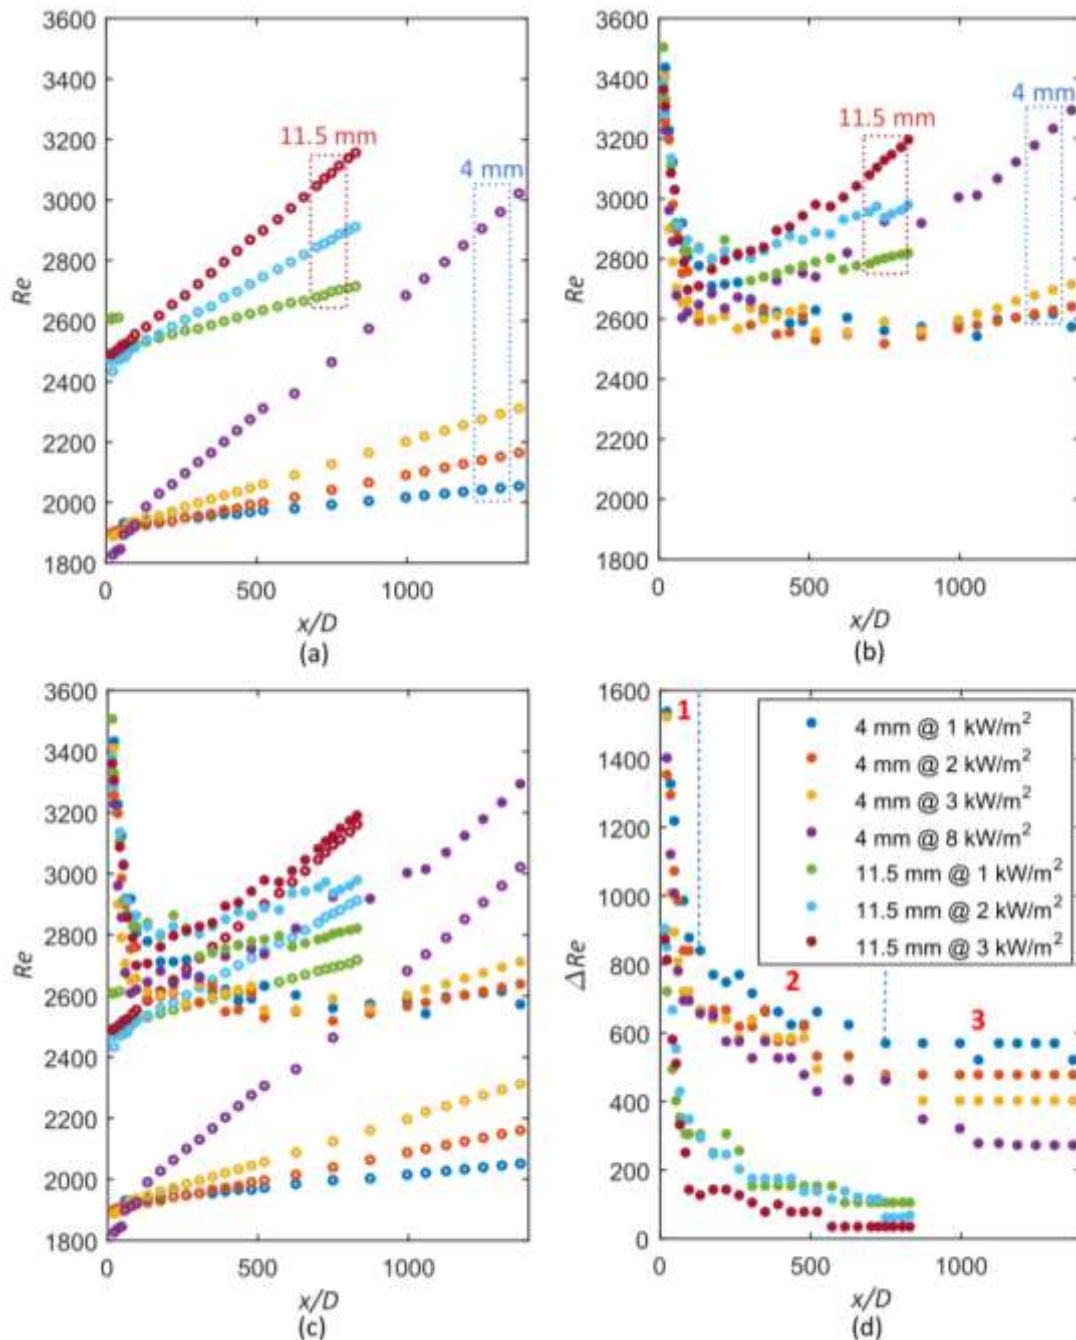 3600
3400
3200
3000
2800
2600
2400
2200
2000
1800
Re
11.5 mm
4 mm
0
500
1000
x/D
(a)
3600
3400
3200
3000
2800
2600
2400
2200
2000
1800
Re
11.5 mm
4 mm
0
500
1000
x/D
(b)
3600
3400
3200
3000
2800
2600
2400
2200
2000
1800
Re
0
500
1000
x/D
(c)
1600
1400
1200
1000
800
600
400
200
0
ΔRe
1
2
3
4 mm @ 1 kW/m²
4 mm @ 2 kW/m²
4 mm @ 3 kW/m²
4 mm @ 8 kW/m²
11.5 mm @ 1 kW/m²
11.5 mm @ 2 kW/m²
11.5 mm @ 3 kW/m²
0
500
1000
x/D
(d)